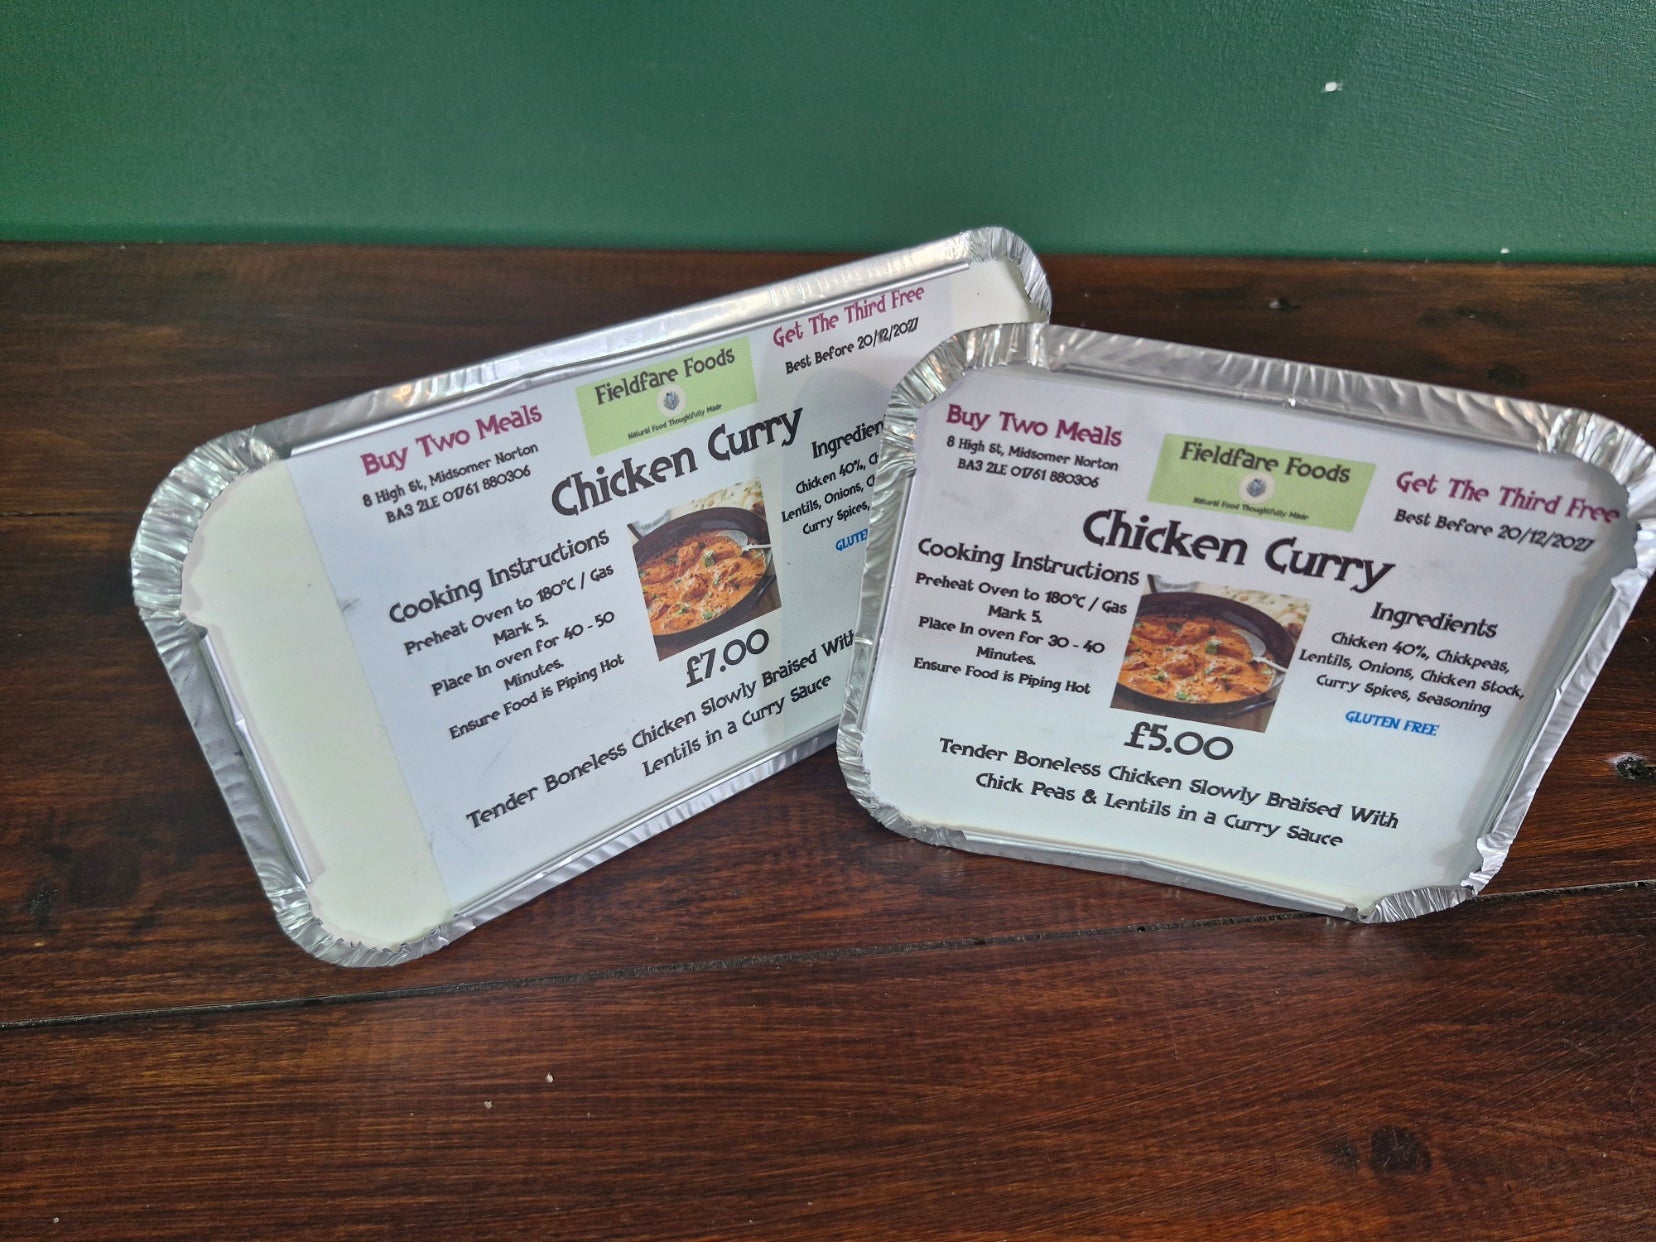 Buy Two Meals
8 High St, Midsomer Norton
BA3 2LE 01761 880306
Fieldfare Foods
Natural Food Thoughtfully Made
Get The Third Free
Best Before 20/12/2027
Chicken Curry
Cooking Instructions
Preheat Oven to 180°C / Gas
Mark 5.
Place In oven for 40 - 50
Minutes.
Ensure Food is Piping Hot
£7.00
Chicken 40%,
Lentils, Onions,
Curry Spices,
Tender Boneless Chicken Slowly Braised With
Lentils in a Curry Sauce
Buy Two Meals
8 High St, Midsomer Norton
BA3 2LE 01761 880306
Fieldfare Foods
Natural Food Thoughtfully Made
Get The Third Free
Best Before 20/12/2027
Chicken Curry
Cooking Instructions
Preheat Oven to 180°C / Gas
Mark 5.
Place In oven for 30 - 40
Minutes.
Ensure Food is Piping Hot
£5.00
Ingredients
Chicken 40%, Chickpeas,
Lentils, Onions, Chicken Stock,
Curry Spices, Seasoning
GLUTEN FREE
Tender Boneless Chicken Slowly Braised With
Chick Peas & Lentils in a Curry Sauce